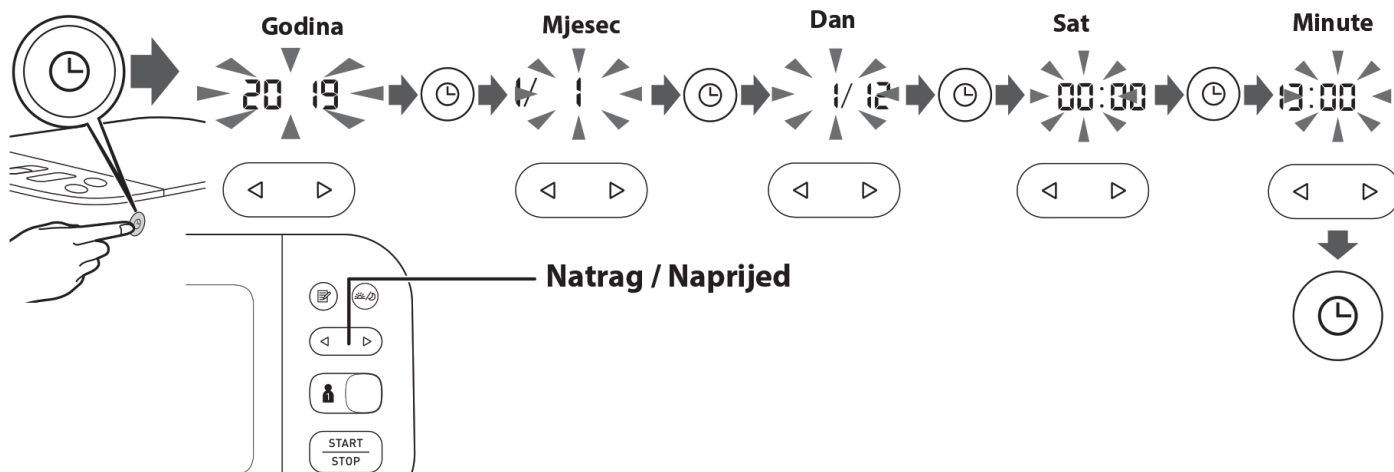 Godina Mjesec Dan Sat Minute
20 19 1/ 1 1/ 12 00:00 13:00
Natrag / Naprijed
START
STOP